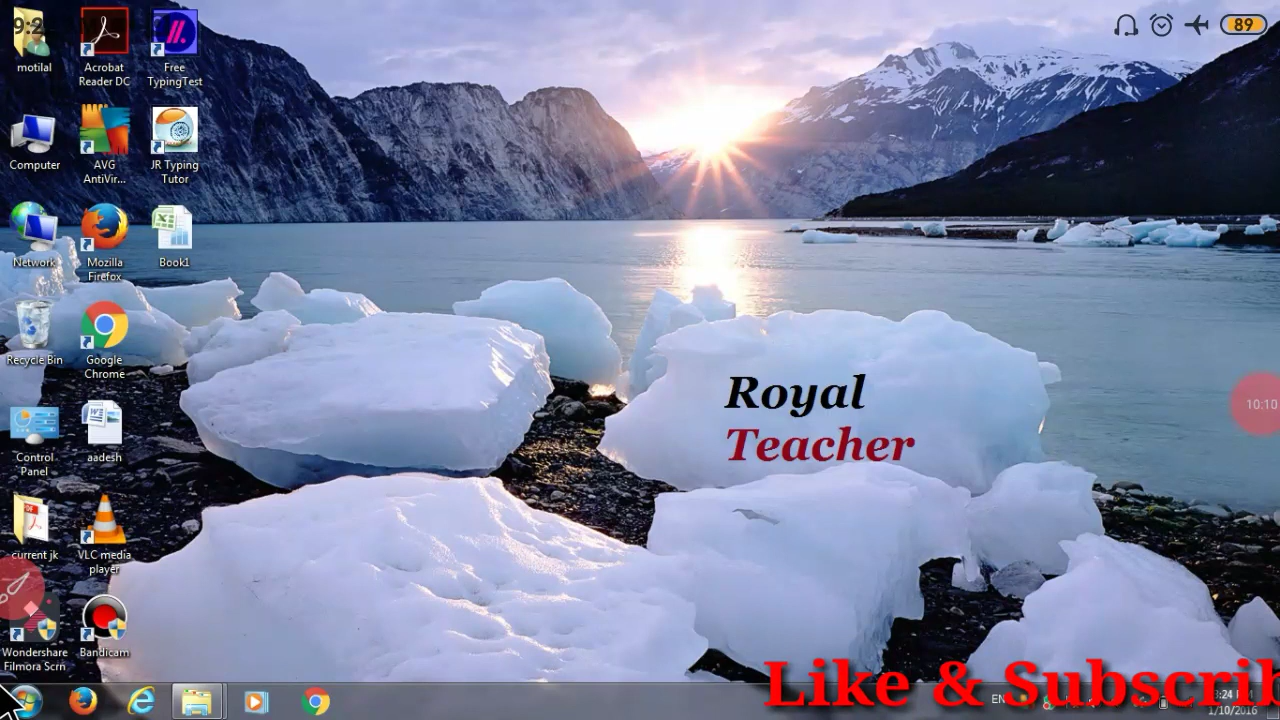 89
motilal
Acrobat
Reader DC
Free
TypingTest
Computer
AVG
AntiVir...
JR Typing
Tutor
Network
Mozilla
Firefox
Book1
Recycle Bin
Google
Chrome
Royal
Teacher
10:10
Control
Panel
aadesh
current jk
VLC media
player
Wondershare
Filmora Scrn
Bandicam
Like & Subscrib
EN
1/10/2016